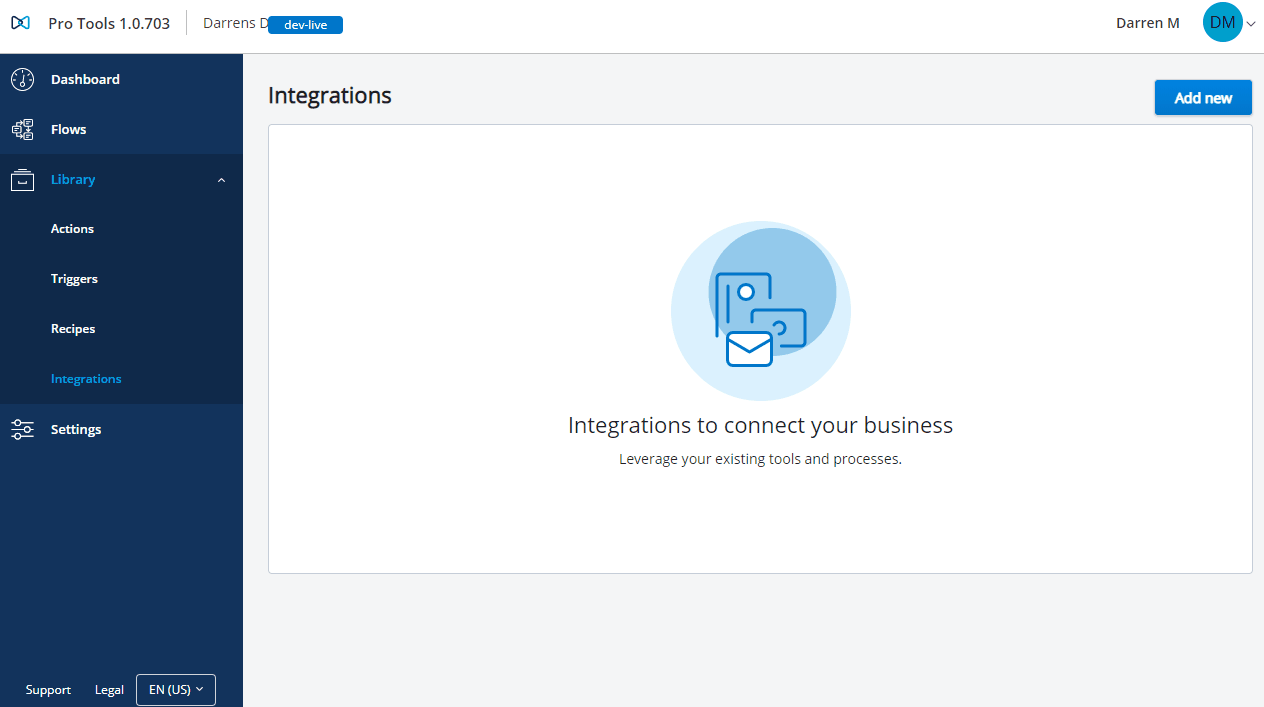 Pro Tools 1.0.703
Darrens D
dev-live
Darren M
DM
Dashboard
Flows
Library
Actions
Triggers
Recipes
Integrations
Settings
Support
Legal
EN (US)
Integrations
Add new
Integrations to connect your business
Leverage your existing tools and processes.